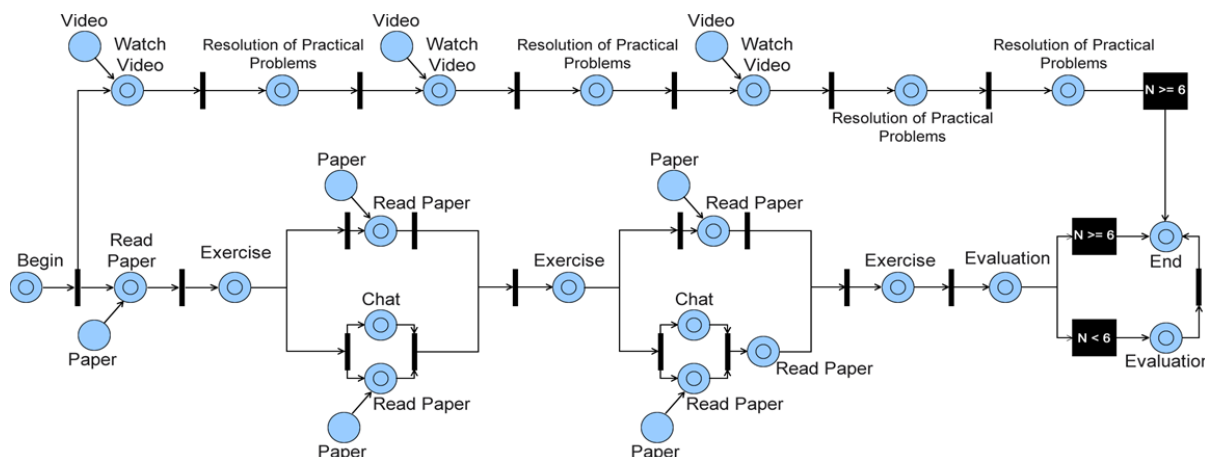 Video
Watch
Video
Resolution of Practical
Problems
Video
Watch
Video
Resolution of Practical
Problems
Video
Watch
Video
Resolution of Practical
Problems
Resolution of Practical
Problems
N >= 6
Begin
Read
Paper
Paper
Exercise
Paper
Read Paper
Chat
Read Paper
Paper
Exercise
Paper
Read Paper
Chat
Read Paper
Read Paper
Paper
Exercise
Evaluation
N >= 6
End
N < 6
Evaluation